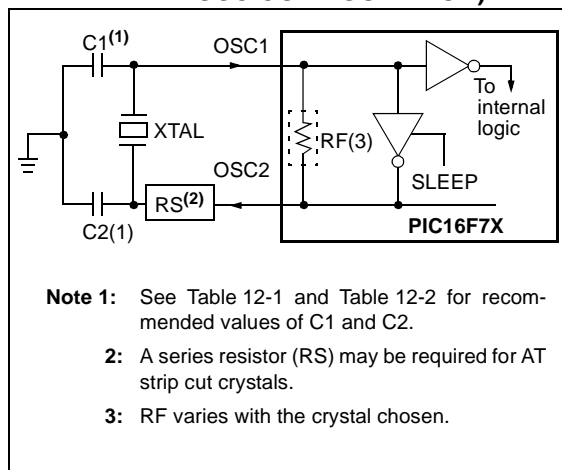 C1(1)
OSC1
To
internal
logic
XTAL
RF(3)
OSC2
SLEEP
RS(2)
C2(1)
PIC16F7X
Note 1: See Table 12-1 and Table 12-2 for recom-
mended values of C1 and C2.
2: A series resistor (RS) may be required for AT
strip cut crystals.
3: RF varies with the crystal chosen.